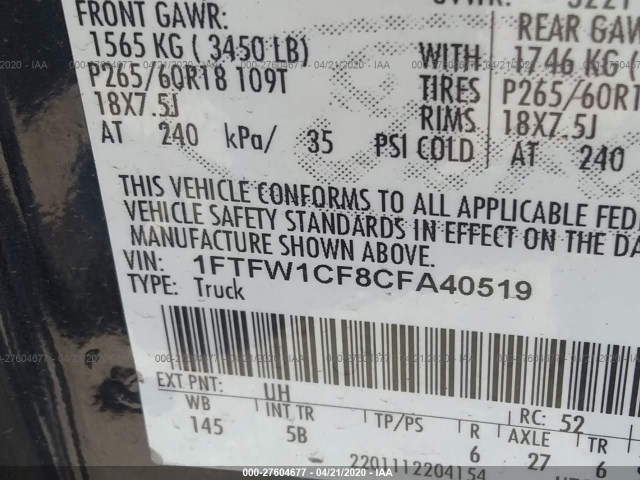 FRONT GAWR:
1565 KG ( 3450 LB)
P265/60R18 109T
18X7.5J
AT 240 kPa/ 35 PSI COLD
WITH
TIRES
RIMS
REAR GAW
1746 KG
P265/60R1
18X7.5J
AT 240
THIS VEHICLE CONFORMS TO ALL APPLICABLE FED
VEHICLE SAFETY STANDARDS IN EFFECT ON THE DA
MANUFACTURE SHOWN ABOVE.
VIN: 1FTFW1CF8CFA40519
TYPE: Truck
EXT PNT: UH RC: 52
WB INT TR TP/PS R AXLE TR
145 5B 6 27 6
2201112204154
000-27604677 - 04/21/2020 - IAA